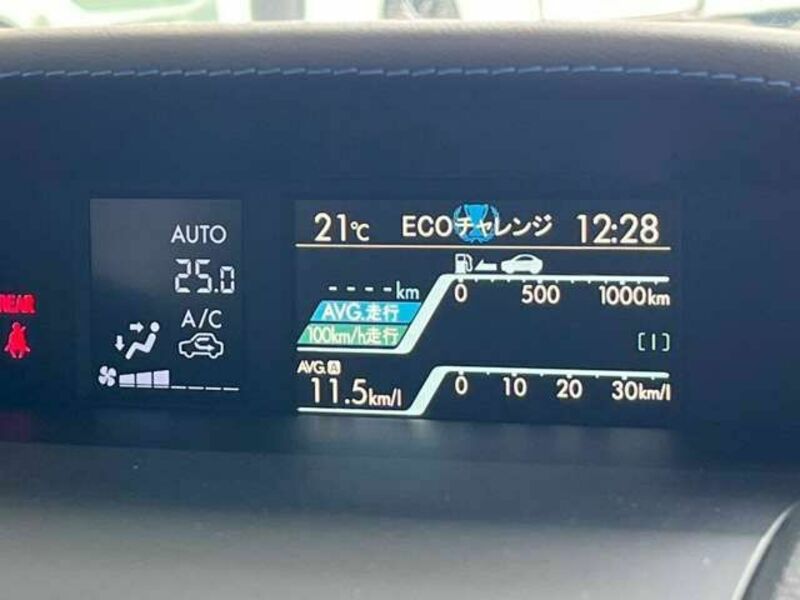 REAR
AUTO
25.0
A/C
21℃ ECOチャレンジ 12:28
----km
0 500 1000km
AVG.走行
100km/h走行
[1]
AVG. A
11.5km/l
0 10 20 30km/l